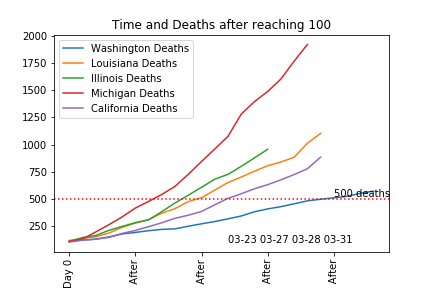 Time and Deaths after reaching 100
2000
1750
1500
1250
1000
750
500
250
Washington Deaths
Louisiana Deaths
Illinois Deaths
Michigan Deaths
California Deaths
500 deaths
03-23 03-27 03-28 03-31
Day 0
After
After
After
After